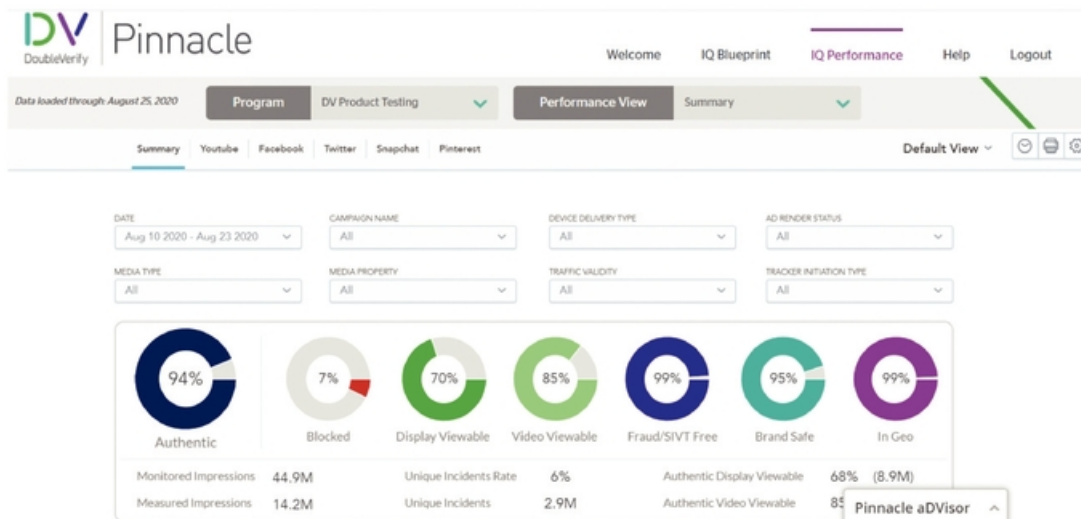 DV Pinnacle
DoubleVerify
Welcome IQ Blueprint IQ Performance Help Logout
Data loaded through: August 25, 2020 Program DV Product Testing Performance View Summary
Summary Youtube Facebook Twitter Snapchat Pinterest Default View
DATE CAMPAIGN NAME DEVICE DELIVERY TYPE AD RENDER STATUS
Aug 10 2020 - Aug 23 2020 All All All
MEDIA TYPE MEDIA PROPERTY TRAFFIC VALIDITY TRACKER INITIATION TYPE
All All All All
94% 7% 70% 85% 99% 95% 99%
Authentic Blocked Display Viewable Video Viewable Fraud/SIVT Free Brand Safe In Geo
Monitored Impressions 44.9M Unique Incidents Rate 6% Authentic Display Viewable 68% (8.9M)
Measured Impressions 14.2M Unique Incidents 2.9M Authentic Video Viewable
Pinnacle aDVisor